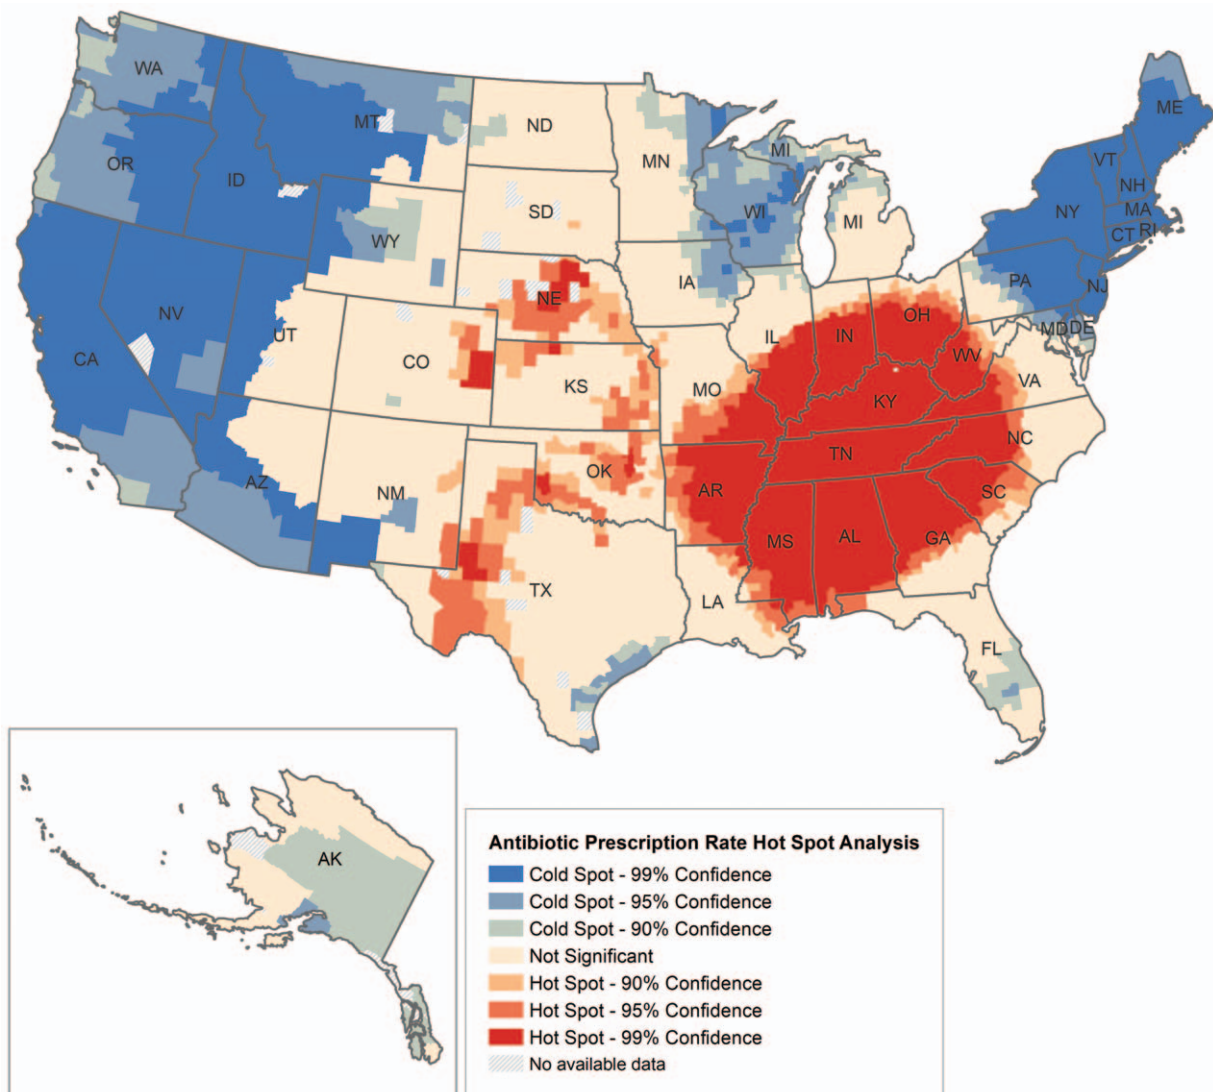 WA
MT
ND
MN
MI
ME
VT
NH
MA
CT
RI
NY
OR
ID
SD
WI
MI
WY
IA
PA
NJ
MD
DE
NE
NV
UT
CO
IL
IN
OH
WV
VA
CA
KS
MO
KY
NC
AZ
NM
OK
TN
AR
SC
MS
AL
GA
TX
LA
FL
AK
Antibiotic Prescription Rate Hot Spot Analysis
Cold Spot - 99% Confidence
Cold Spot - 95% Confidence
Cold Spot - 90% Confidence
Not Significant
Hot Spot - 90% Confidence
Hot Spot - 95% Confidence
Hot Spot - 99% Confidence
No available data